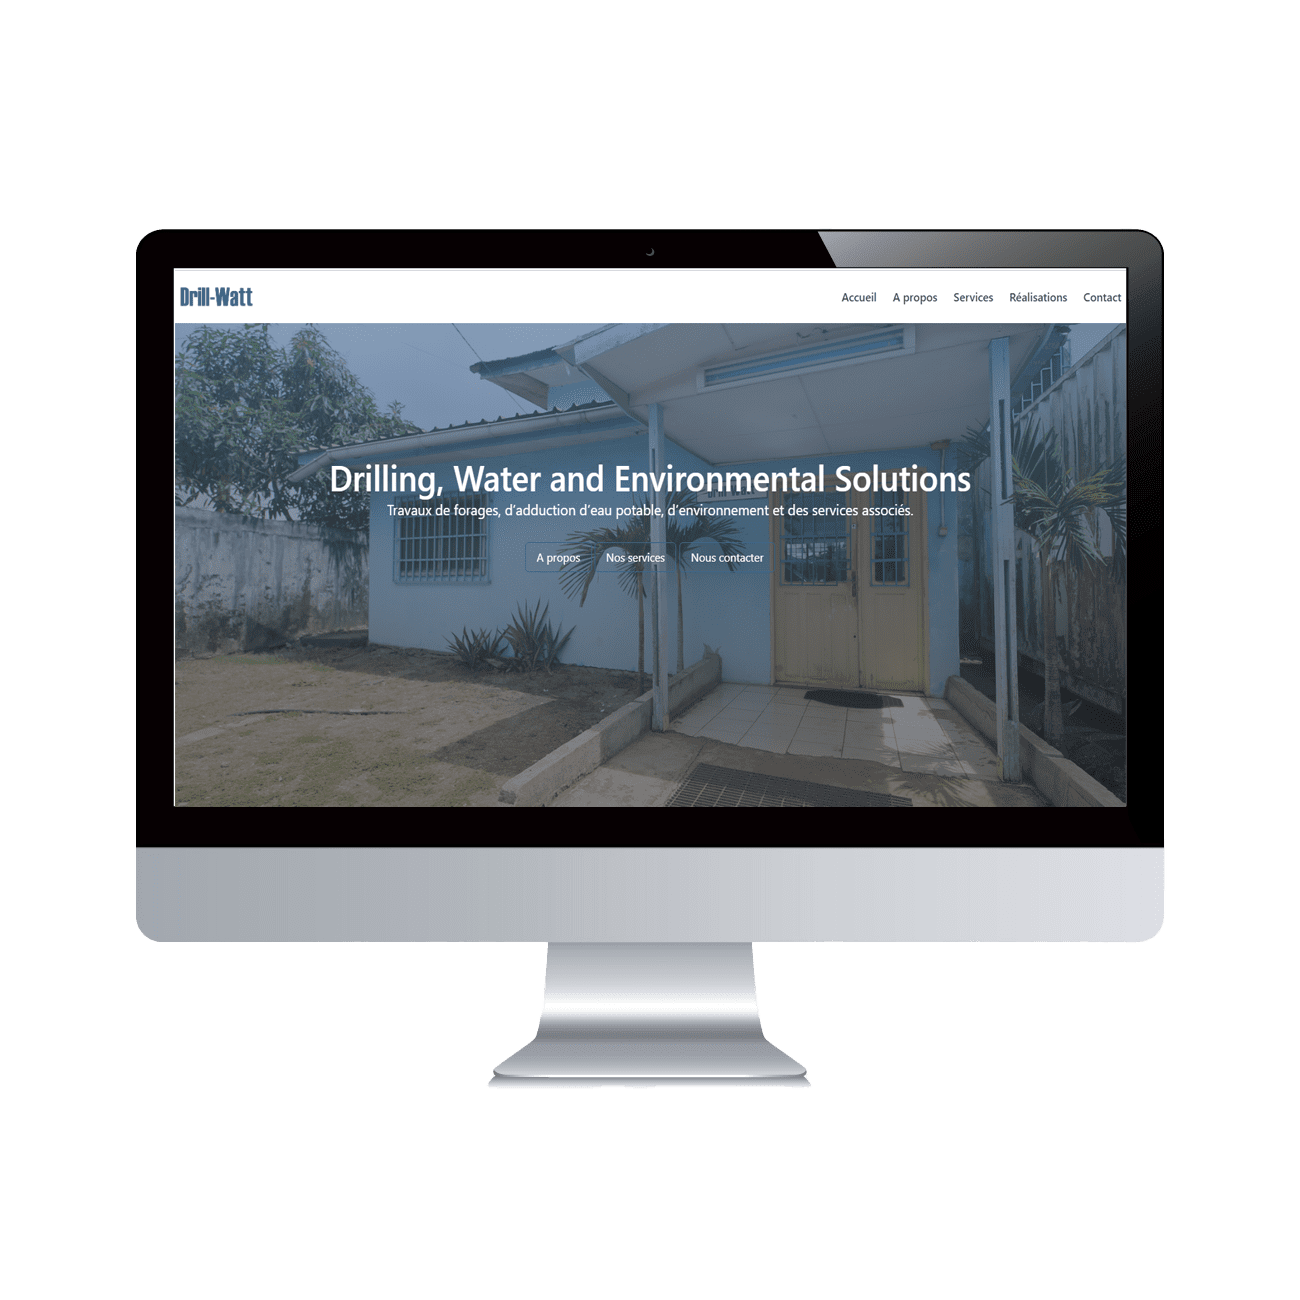 Drill-Watt
Accueil A propos Services Réalisations Contact
Drilling, Water and Environmental Solutions
Travaux de forages, d’adduction d’eau potable, d’environnement et des services associés.
A propos Nos services Nous contacter